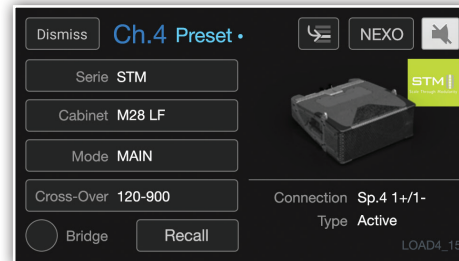 Dismiss Ch.4 Preset • NEXO
Serie STM
STM
Cabinet M28 LF
Mode MAIN
Cross-Over 120-900
Connection Sp.4 1+/1-
Bridge Recall
Type Active
LOAD4_15